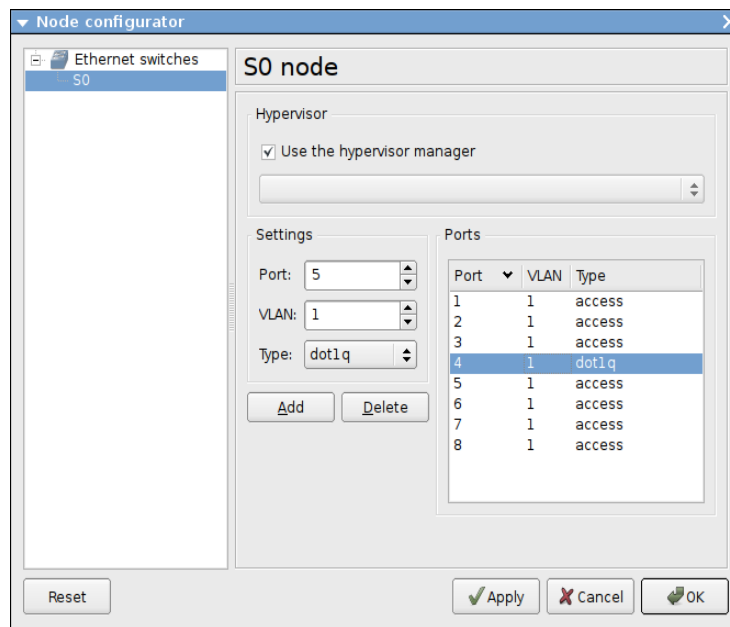 Node configurator
Ethernet switches
S0
S0 node
Hypervisor
Use the hypervisor manager
Settings
Port: 5
VLAN: 1
Type: dot1q
Add Delete
Ports
Port VLAN Type
1 1 access
2 1 access
3 1 access
4 1 dot1q
5 1 access
6 1 access
7 1 access
8 1 access
Reset Apply Cancel OK